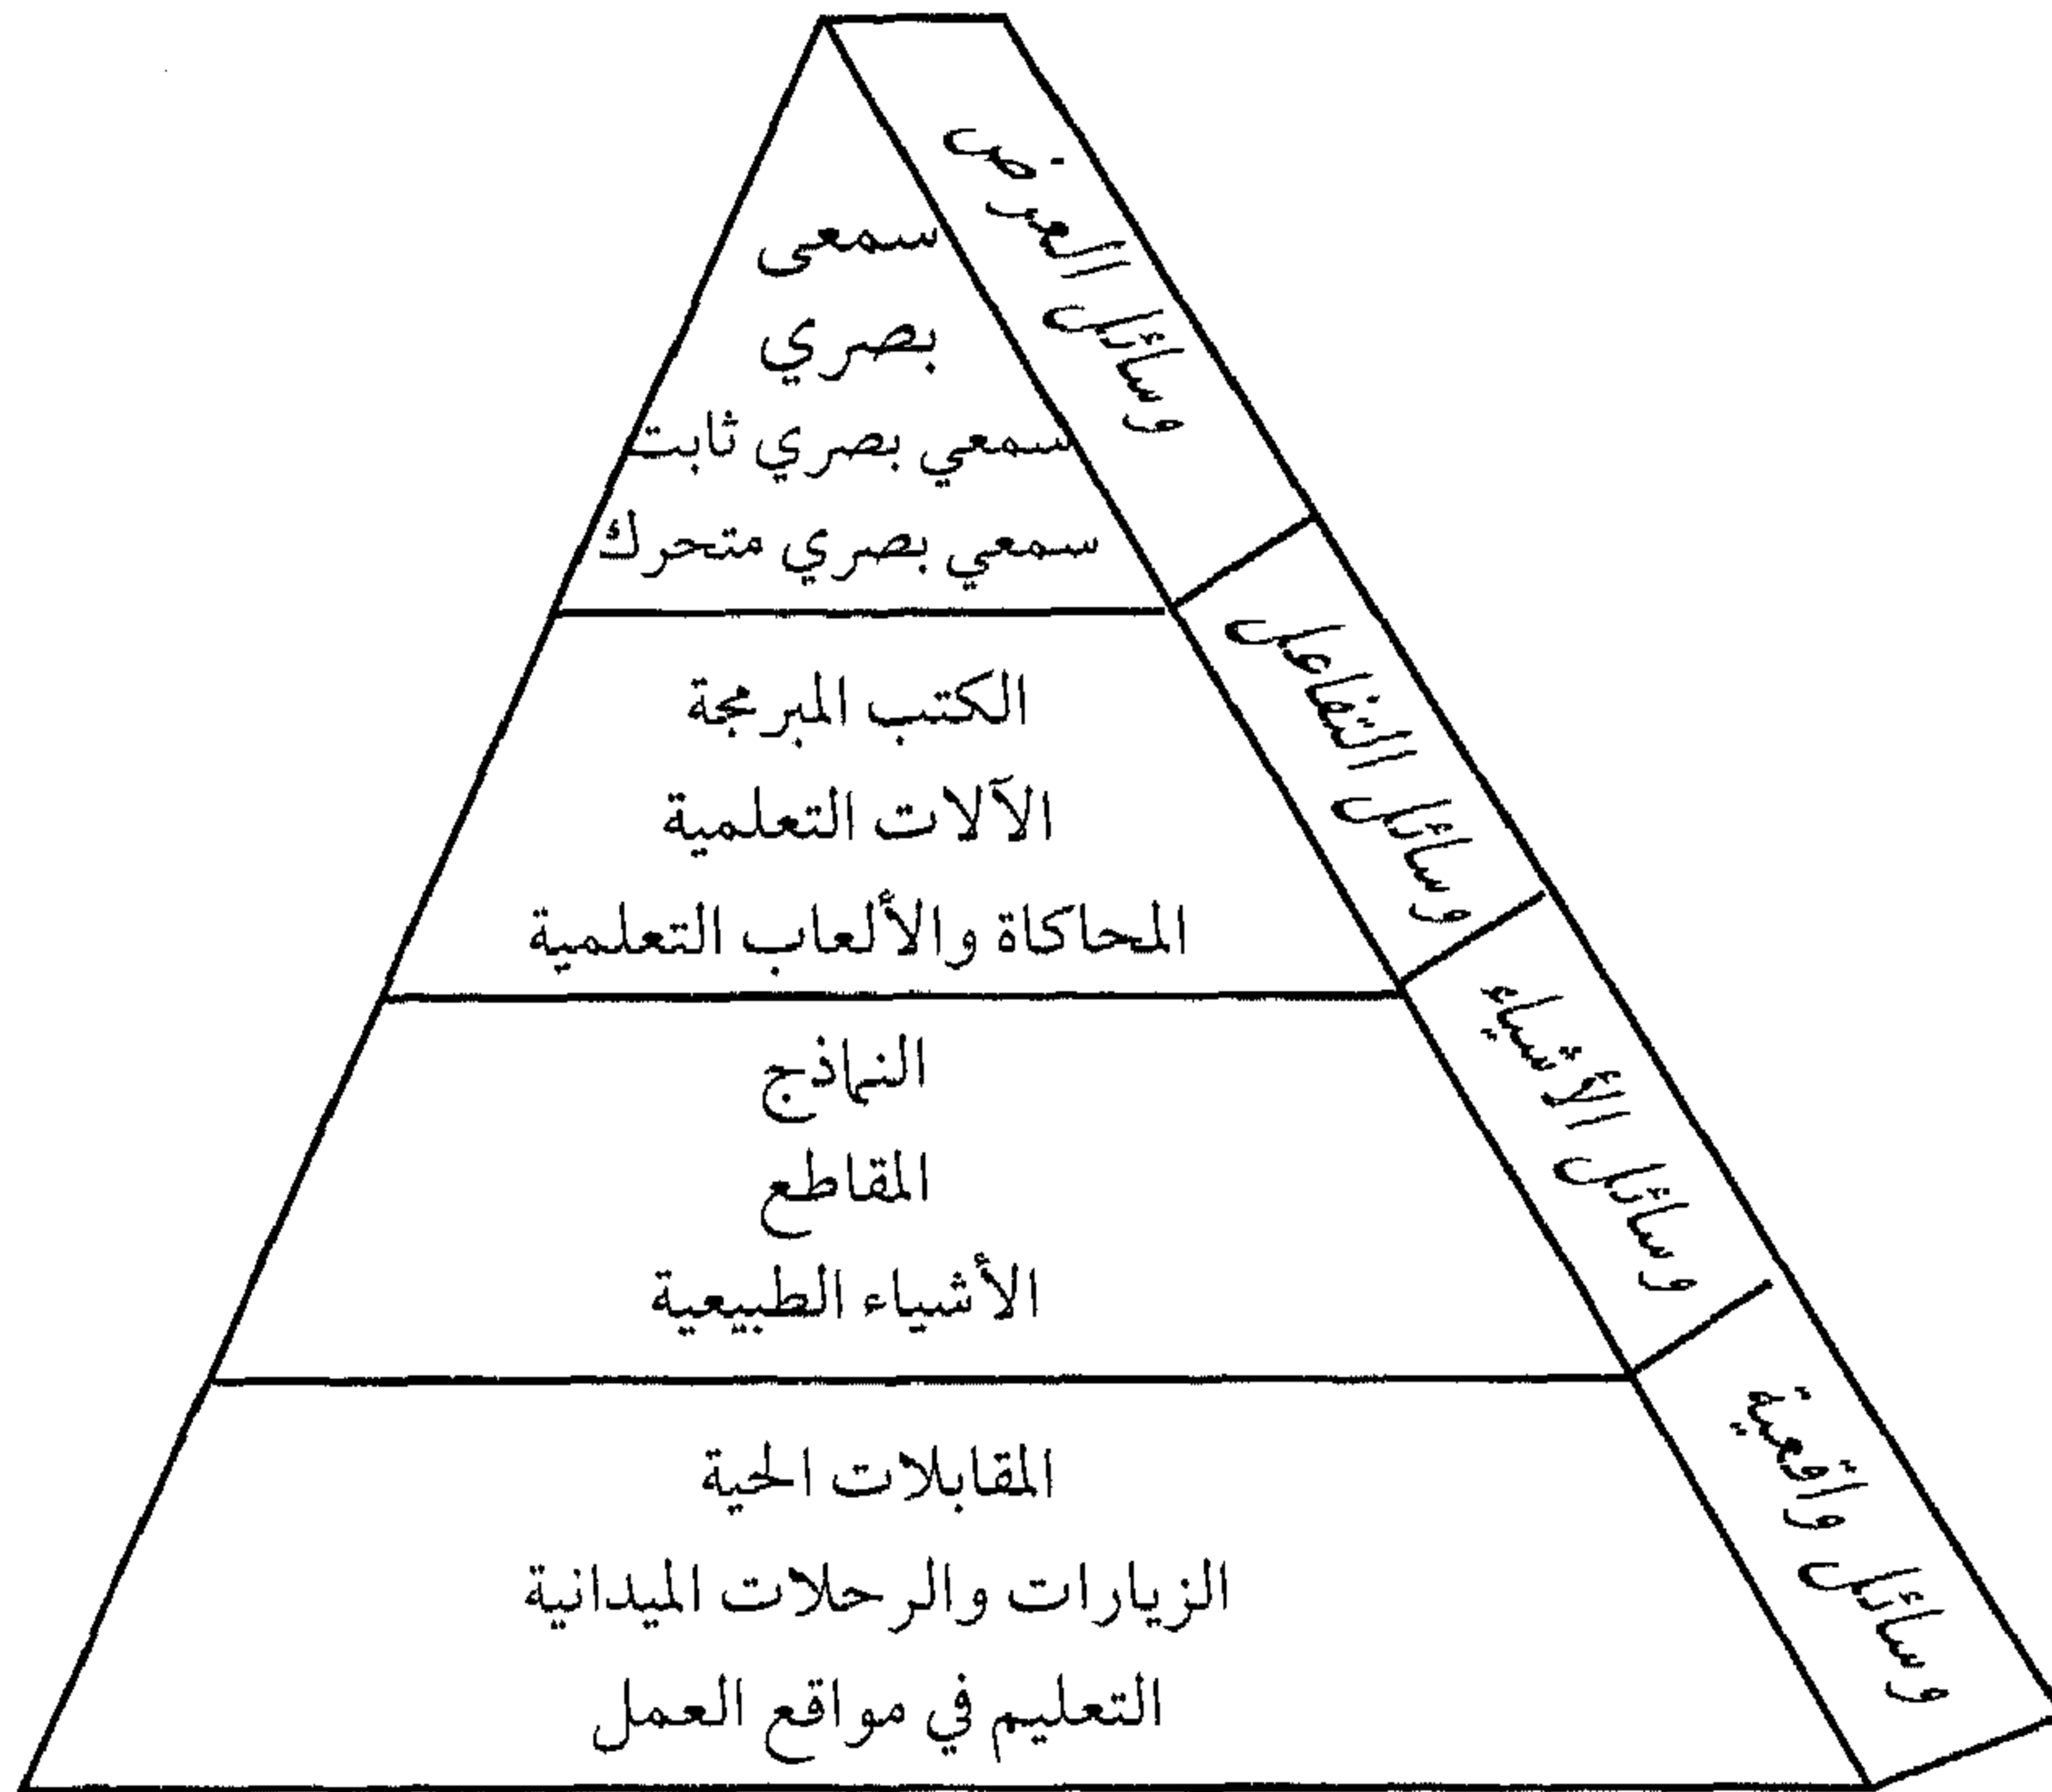 وسائل العرض
سمعى
بصري
سمعي بصري ثابت
سمعي بصري متحرك
وسائل التفاعل
الكتب المبرمجة
الآلات التعلمية
المحاكاة والألعاب التعلمية
وسائل الأشياء
النماذج
المقاطع
الأشياء الطبيعية
وسائل واقعية
المقابلات الحية
الزيارات والرحلات الميدانية
التعليم في مواقع العمل